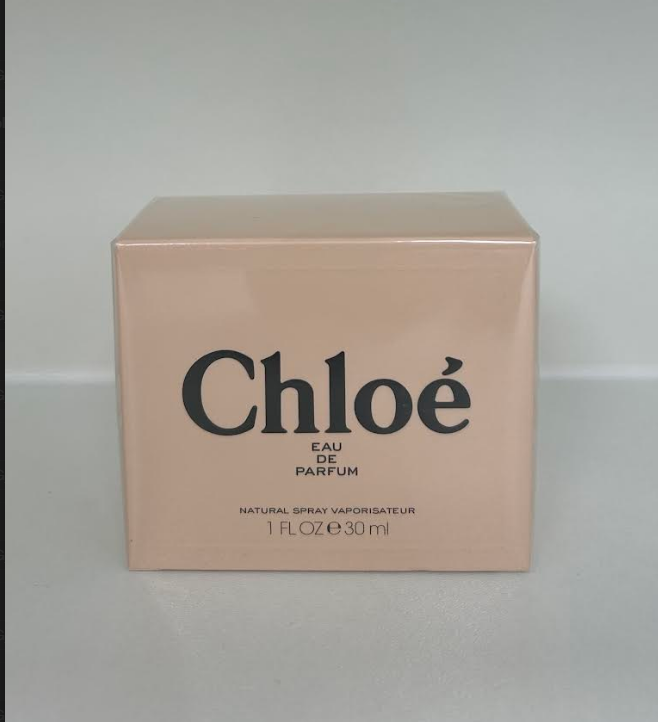 Chloé
EAU
DE
PARFUM
NATURAL SPRAY VAPORISATEUR
1 FL OZ ℮ 30 ml